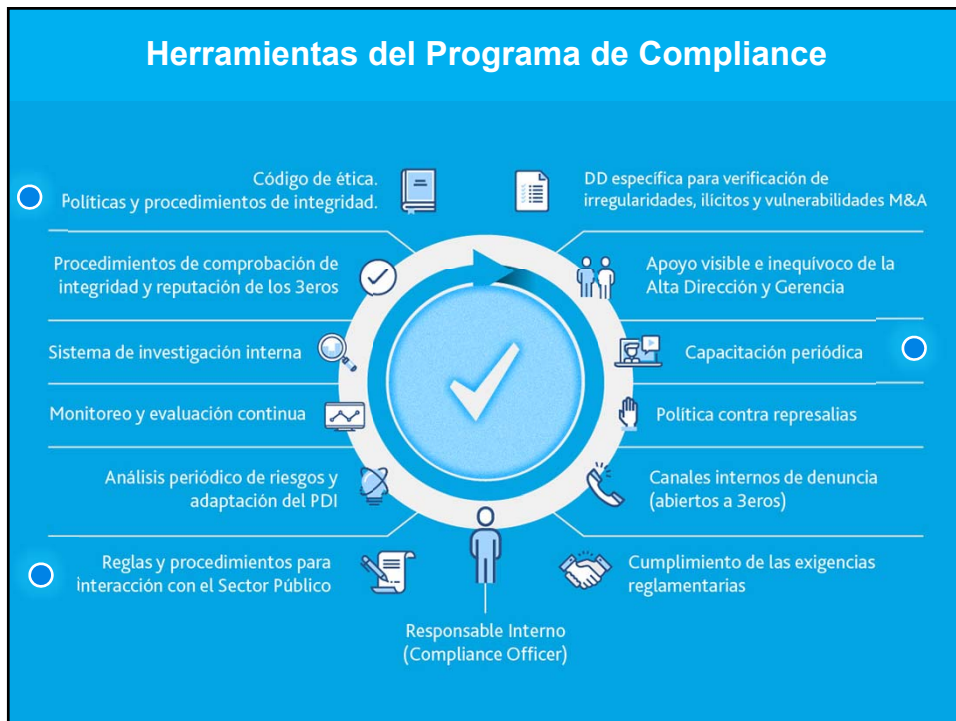 Herramientas del Programa de Compliance
Código de ética.
Políticas y procedimientos de integridad.
Procedimientos de comprobación de
integridad y reputación de los 3eros
Sistema de investigación interna
Monitoreo y evaluación continua
Análisis periódico de riesgos y
adaptación del PDI
Reglas y procedimientos para
interacción con el Sector Público
DD específica para verificación de
irregularidades, ilícitos y vulnerabilidades M&A
Apoyo visible e inequívoco de la
Alta Dirección y Gerencia
Capacitación periódica
Política contra represalias
Canales internos de denuncia
(abiertos a 3eros)
Cumplimiento de las exigencias
reglamentarias
Responsable Interno
(Compliance Officer)